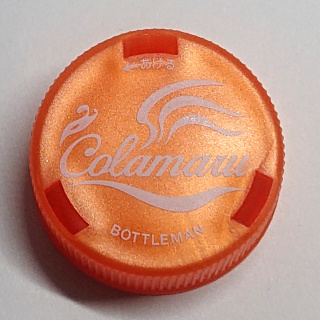 ←あける
Colamaru
BOTTLEMAN